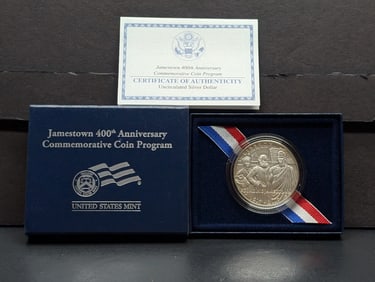 Jamestown 400th Anniversary
Commemorative Coin Program
CERTIFICATE OF AUTHENTICITY
Uncirculated Silver Dollar
Jamestown 400th Anniversary
Commemorative Coin Program
UNITED STATES MINT